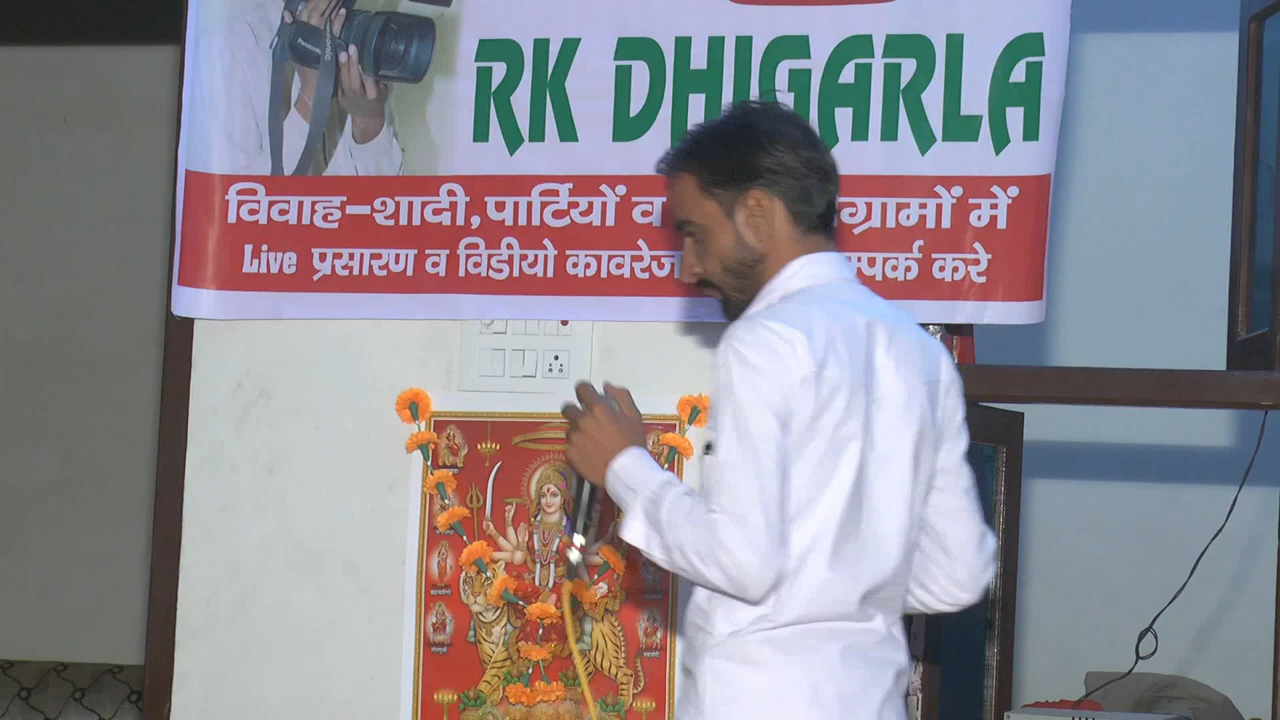 RK DHIGARLA
विवाह-शादी,पार्टियों व ग्रामों में
Live प्रसारण व विडीयो कावरेज म्पर्क करे